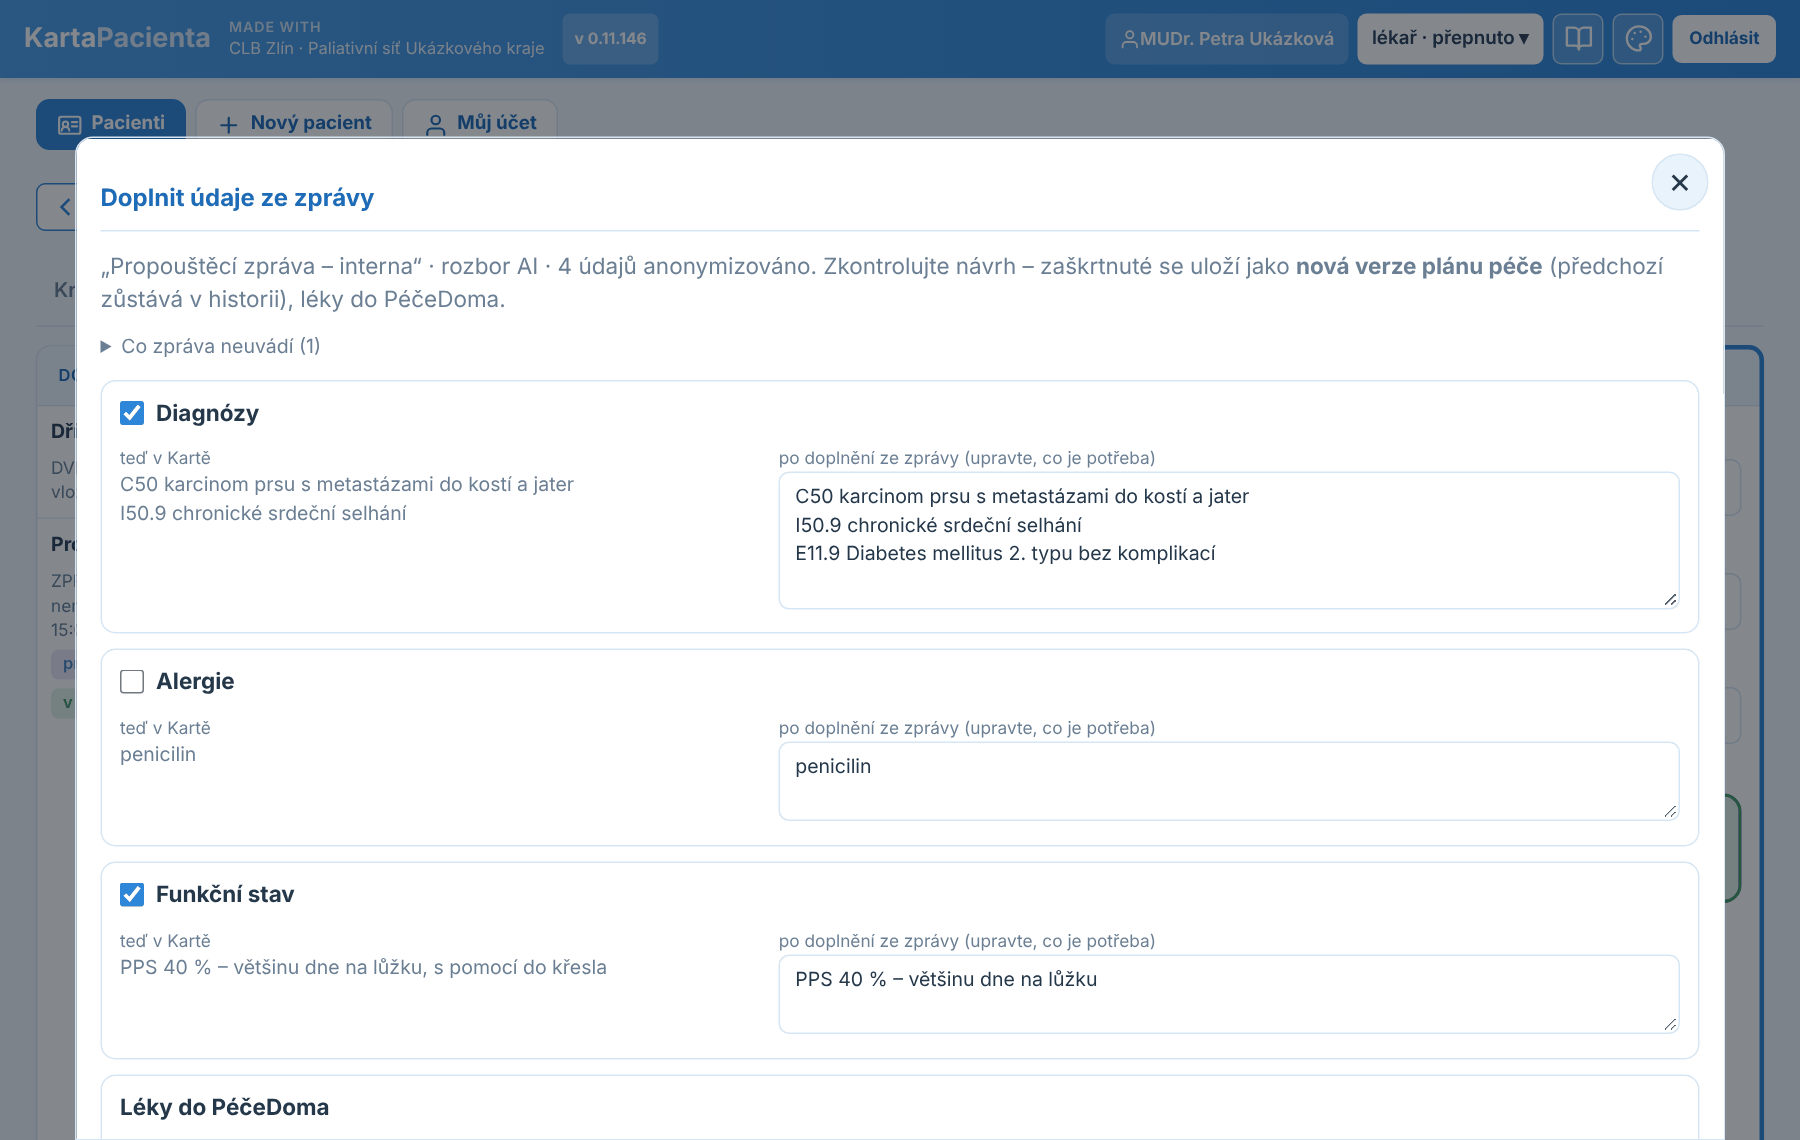 KartaPacienta
MADE WITH
CLB Zlín · Paliativní síť Ukázkového kraje
v 0.11.146
MUDr. Petra Ukázková
lékař · přepnuto ▾
Odhlásit
Pacienti
Nový pacient
Můj účet
Doplnit údaje ze zprávy
„Propouštěcí zpráva – interna“ · rozbor AI · 4 údajů anonymizováno. Zkontrolujte návrh – zaškrtnuté se uloží jako nová verze plánu péče (předchozí
zůstává v historii), léky do PéčeDoma.
Co zpráva neuvádí (1)
Diagnózy
teď v Kartě
C50 karcinom prsu s metastázami do kostí a jater
I50.9 chronické srdeční selhání
po doplnění ze zprávy (upravte, co je potřeba)
C50 karcinom prsu s metastázami do kostí a jater
I50.9 chronické srdeční selhání
E11.9 Diabetes mellitus 2. typu bez komplikací
Alergie
teď v Kartě
penicilin
po doplnění ze zprávy (upravte, co je potřeba)
penicilin
Funkční stav
teď v Kartě
PPS 40 % – většinu dne na lůžku, s pomocí do křesla
po doplnění ze zprávy (upravte, co je potřeba)
PPS 40 % – většinu dne na lůžku
Léky do PéčeDoma